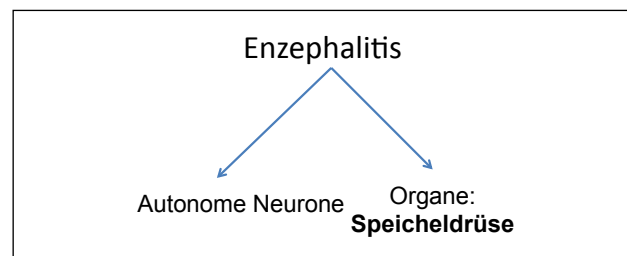 Enzephalitis
Autonome Neurone
Organe:
Speicheldrüse